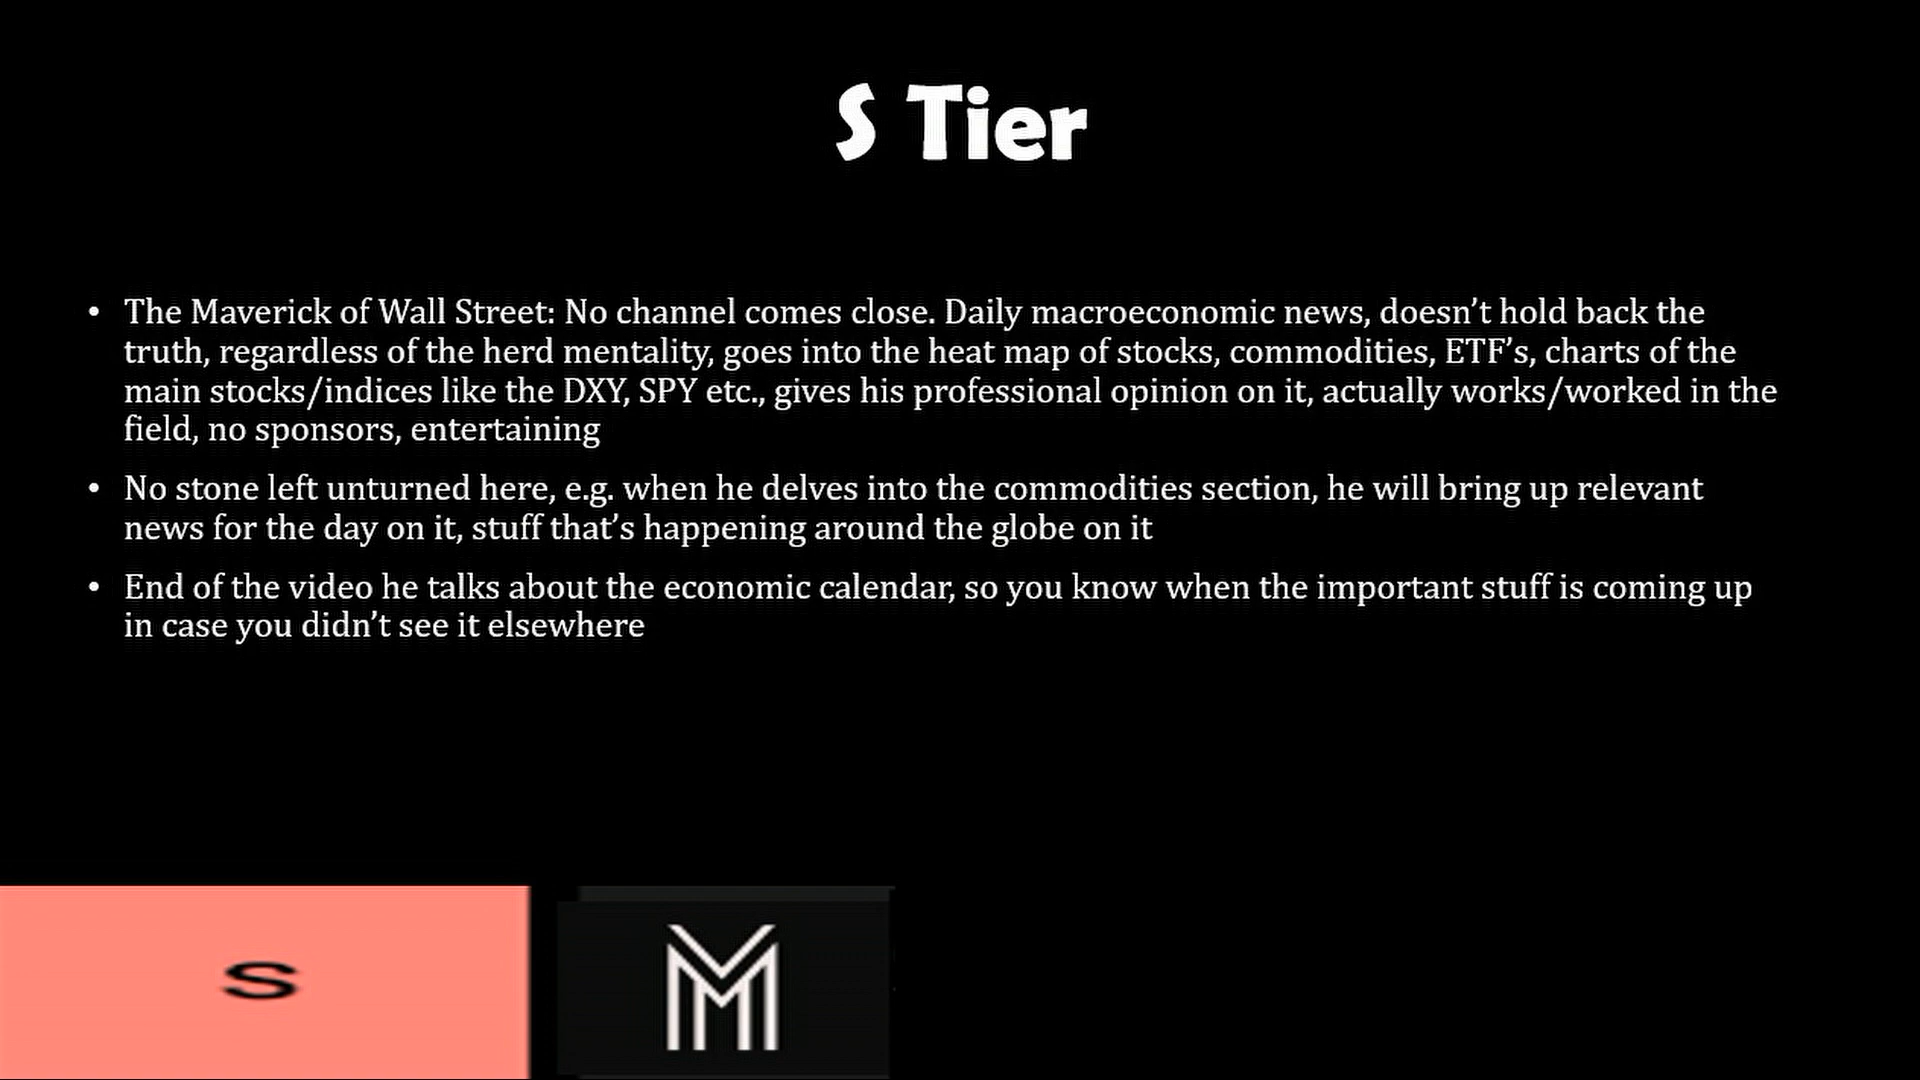 S Tier
• The Maverick of Wall Street: No channel comes close. Daily macroeconomic news, doesn’t hold back the
truth, regardless of the herd mentality, goes into the heat map of stocks, commodities, ETF’s, charts of the
main stocks/indices like the DXY, SPY etc., gives his professional opinion on it, actually works/worked in the
field, no sponsors, entertaining
• No stone left unturned here, e.g. when he delves into the commodities section, he will bring up relevant
news for the day on it, stuff that’s happening around the globe on it
• End of the video he talks about the economic calendar, so you know when the important stuff is coming up
in case you didn’t see it elsewhere
S
M